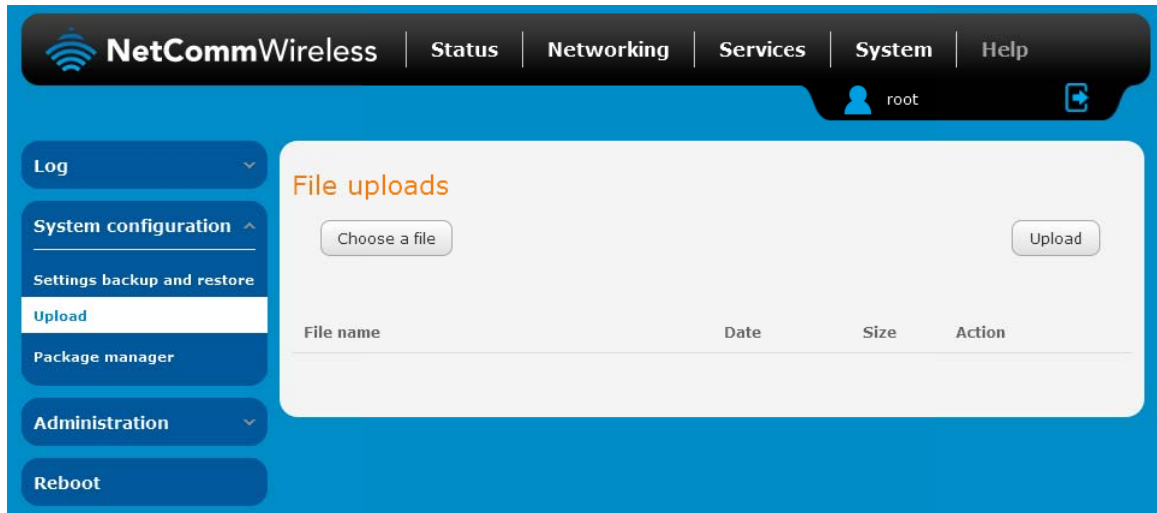 NetCommWireless Status Networking Services System Help
root
Log
System configuration
Settings backup and restore
Upload
Package manager
Administration
Reboot
File uploads
Choose a file Upload
File name Date Size Action